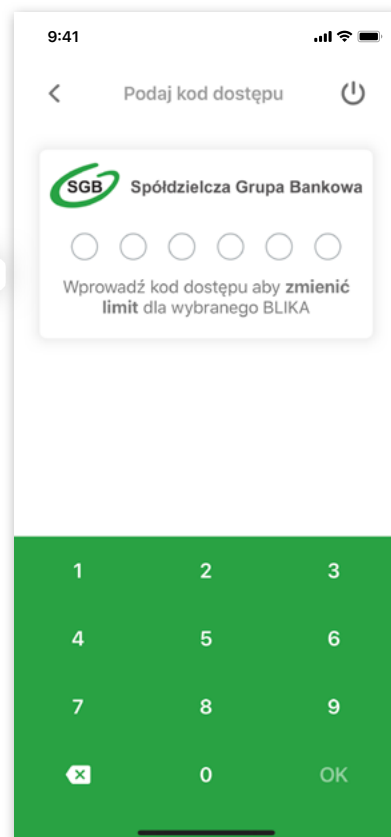 9:41
Podaj kod dostępu
SGB Spółdzielcza Grupa Bankowa
Wprowadź kod dostępu aby zmienić
limit dla wybranego BLIKA
1 2 3
4 5 6
7 8 9
0 OK